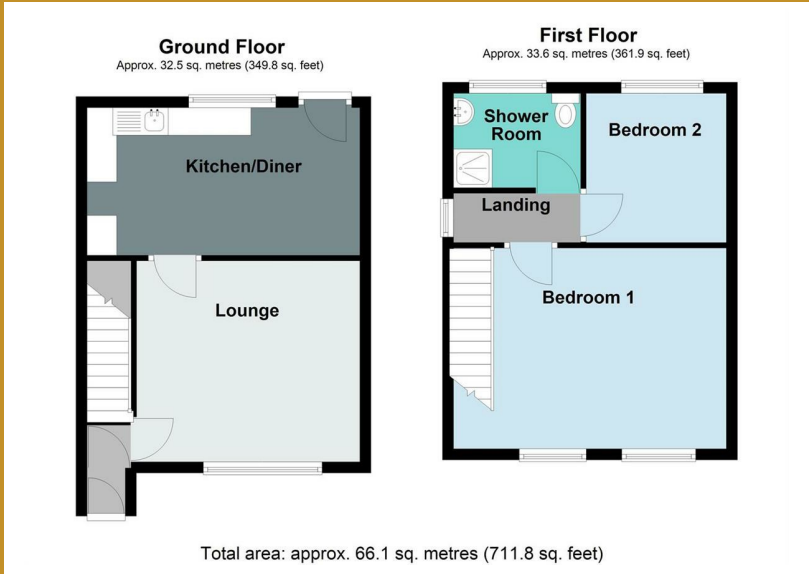 Ground Floor
Approx. 32.5 sq. metres (349.8 sq. feet)
Kitchen/Diner
Lounge
First Floor
Approx. 33.6 sq. metres (361.9 sq. feet)
Shower
Room
Bedroom 2
Landing
Bedroom 1
Total area: approx. 66.1 sq. metres (711.8 sq. feet)